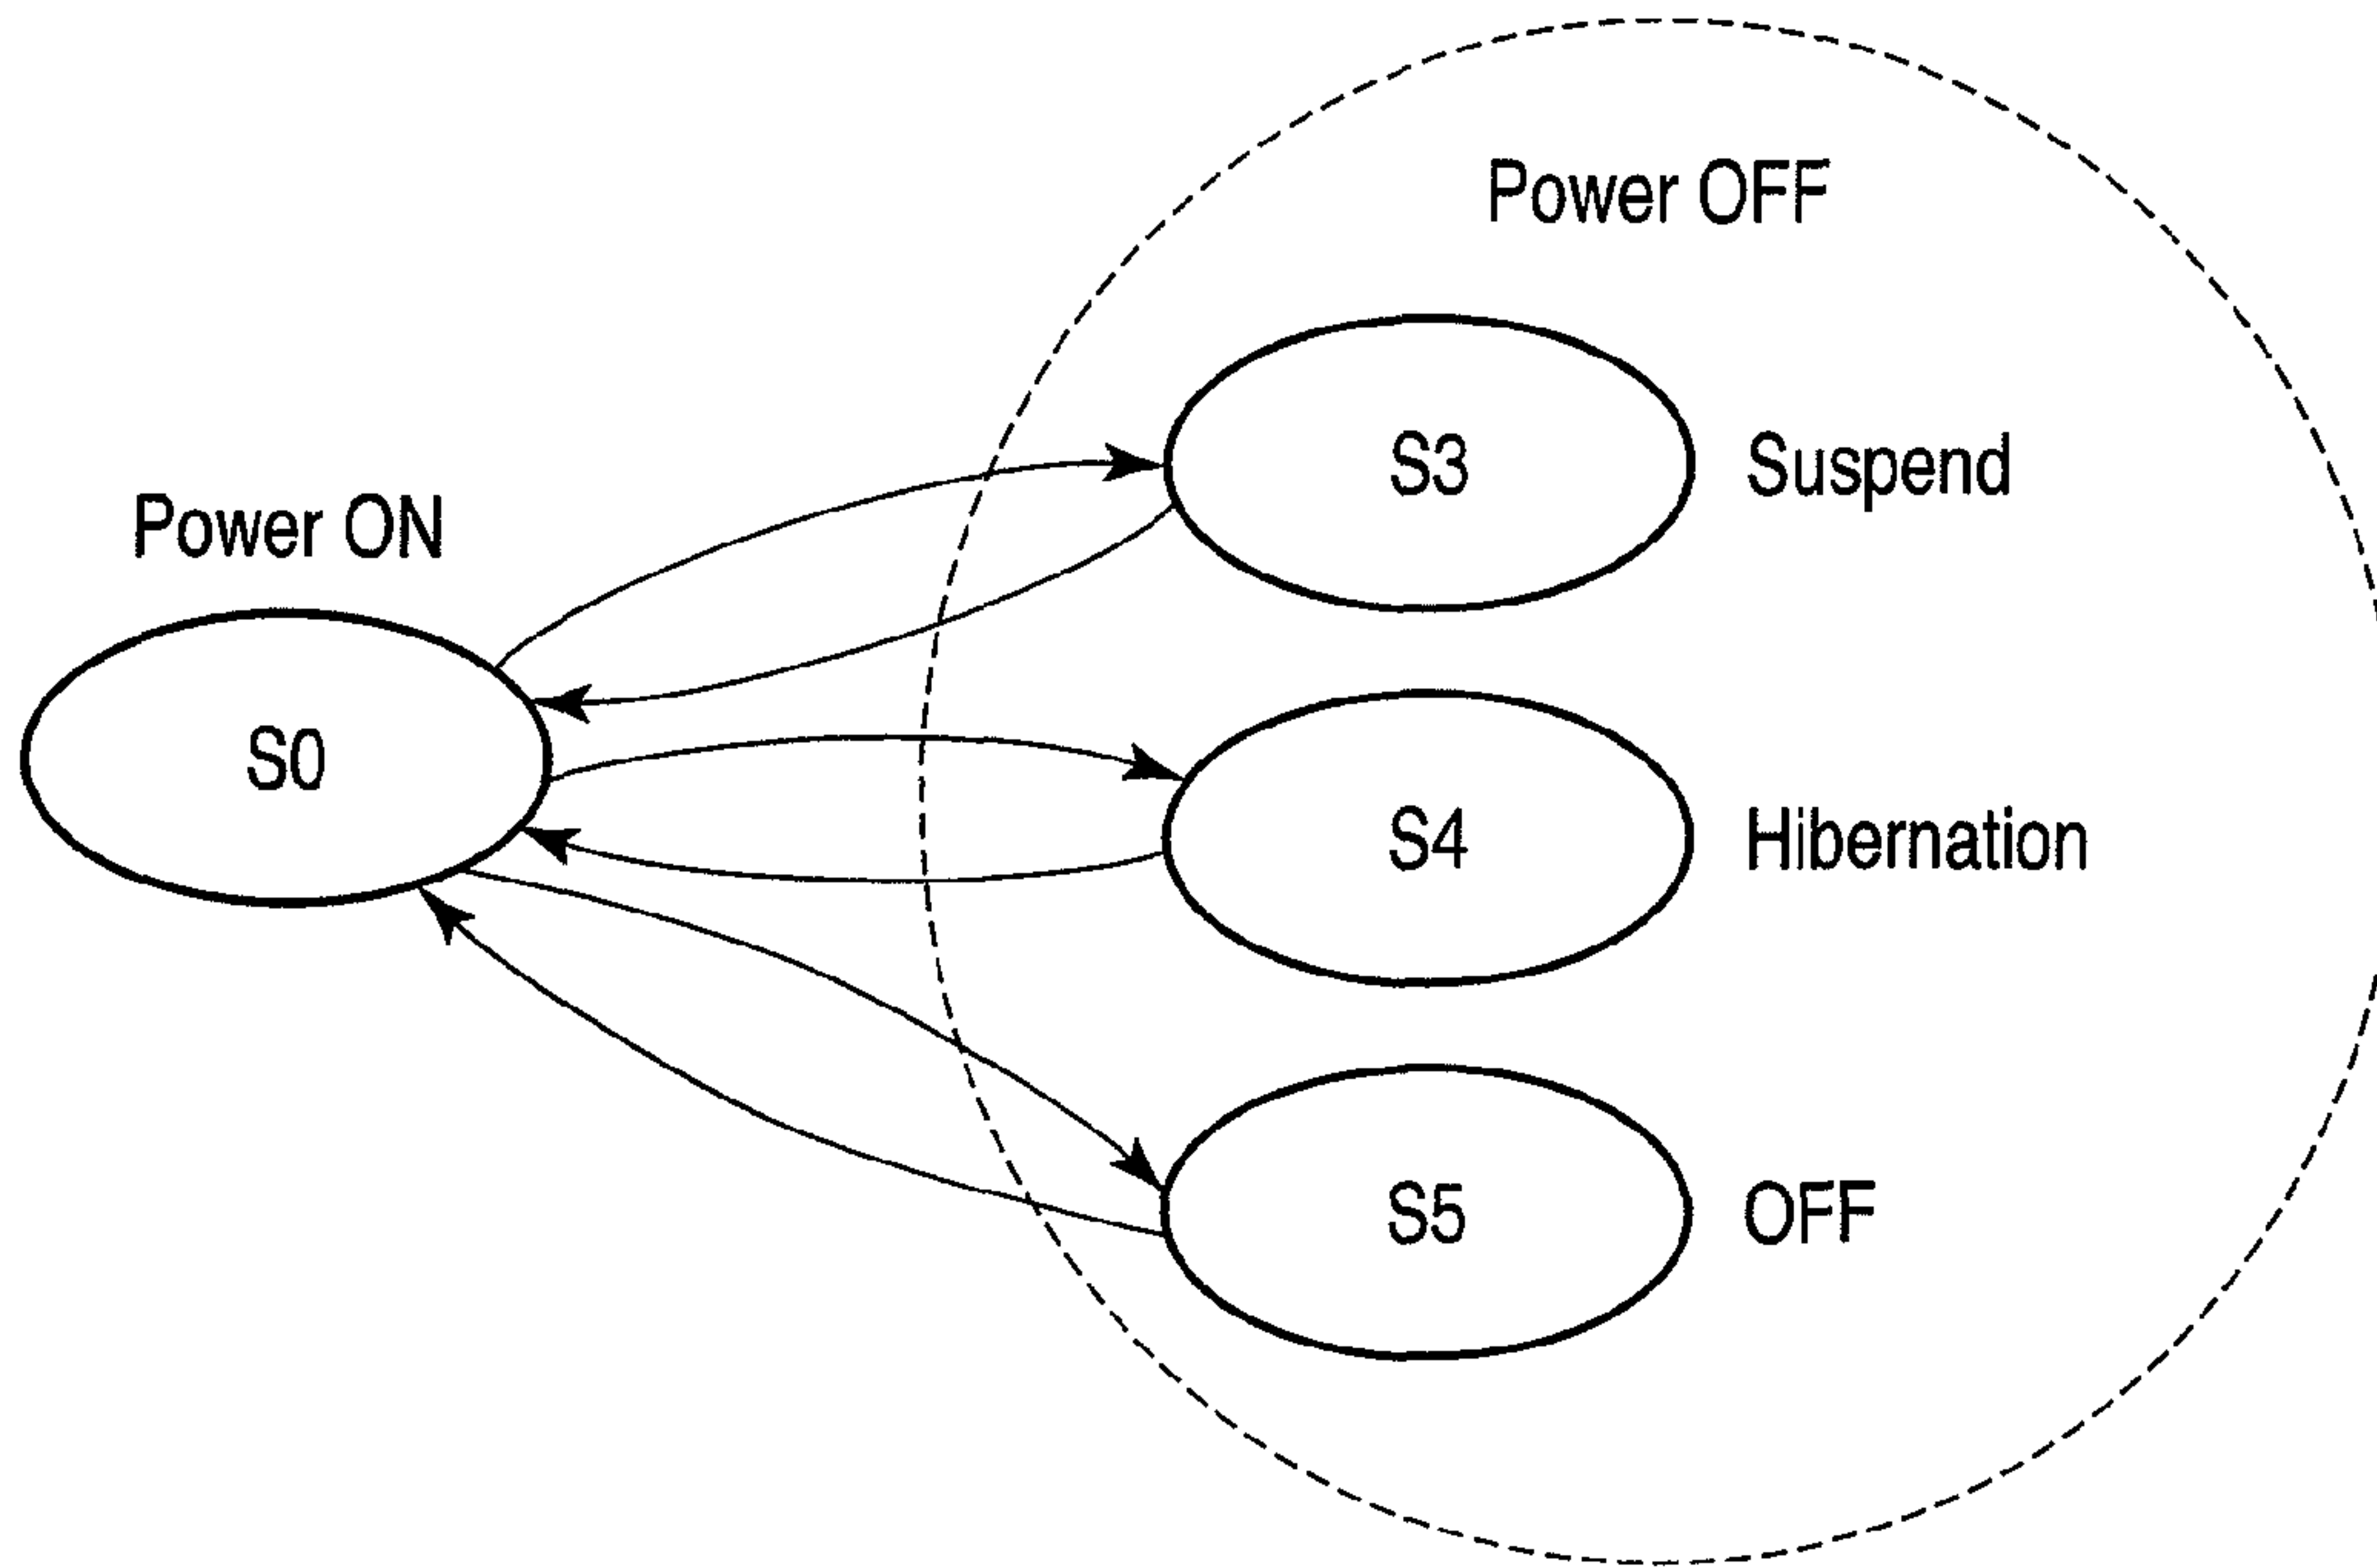 Power OFF
S3
Suspend
Power ON
S0
S4
Hibernation
S5
OFF